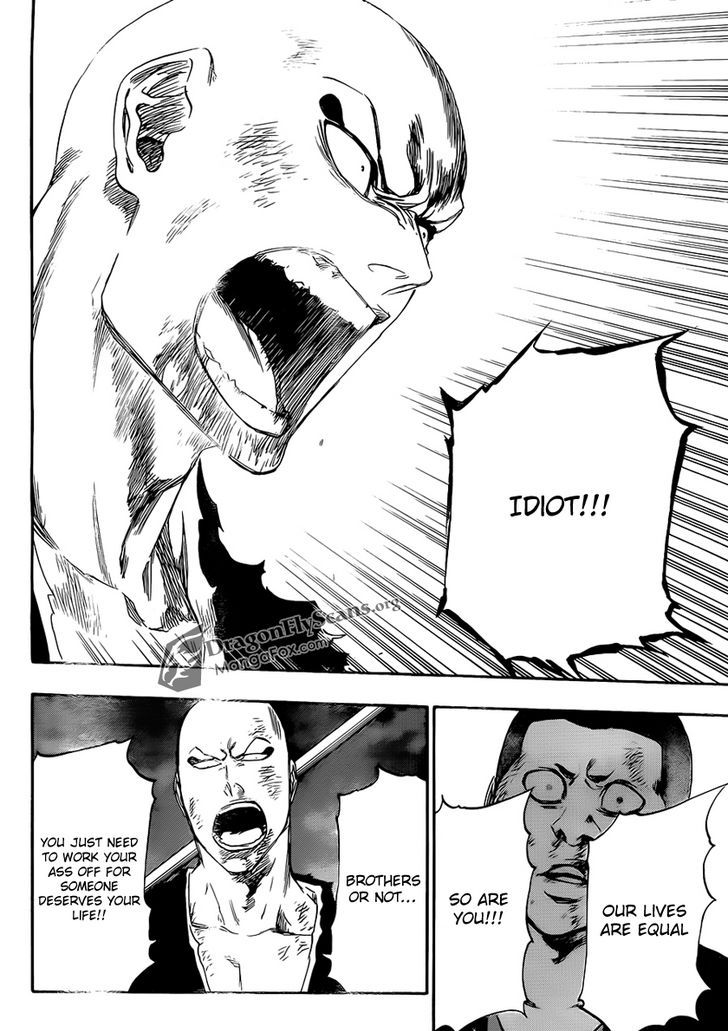 IDIOT!!!
DragonFlyScans.org
MangaFox.com
OUR LIVES
ARE EQUAL
SO ARE
YOU!!!
BROTHERS
OR NOT...
YOU JUST NEED
TO WORK YOUR
ASS OFF FOR
SOMEONE
DESERVES YOUR
LIFE!!